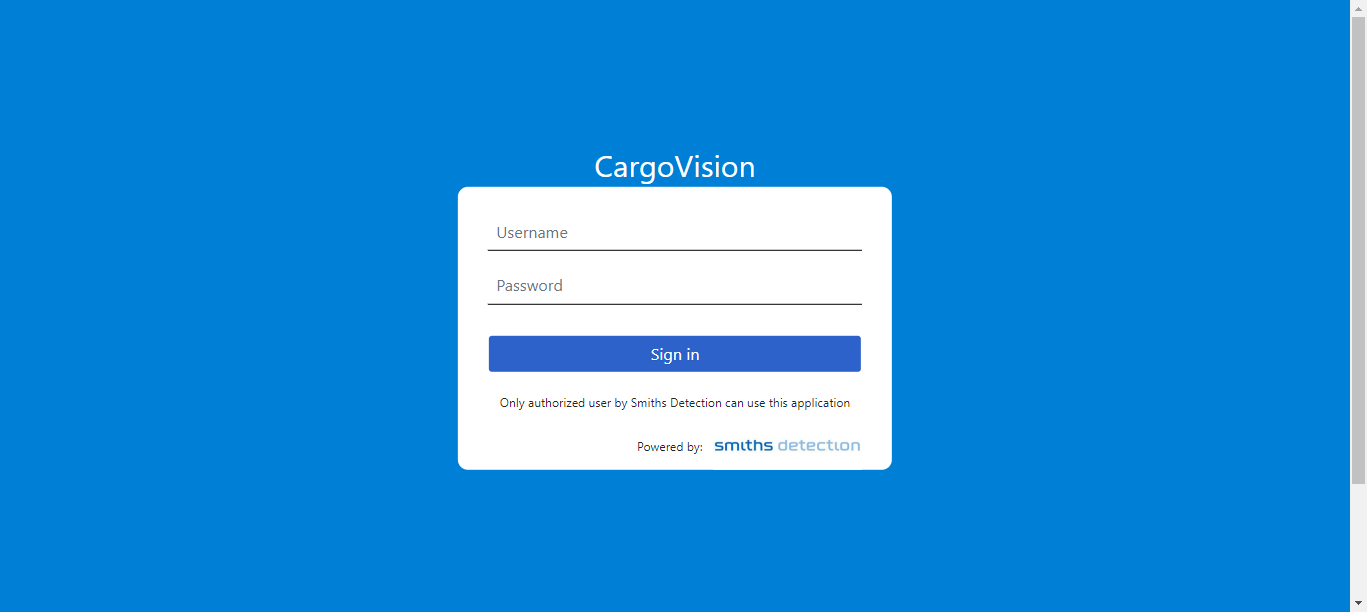 CargoVision
Username
Password
Sign in
Only authorized user by Smiths Detection can use this application
Powered by: smiths detection